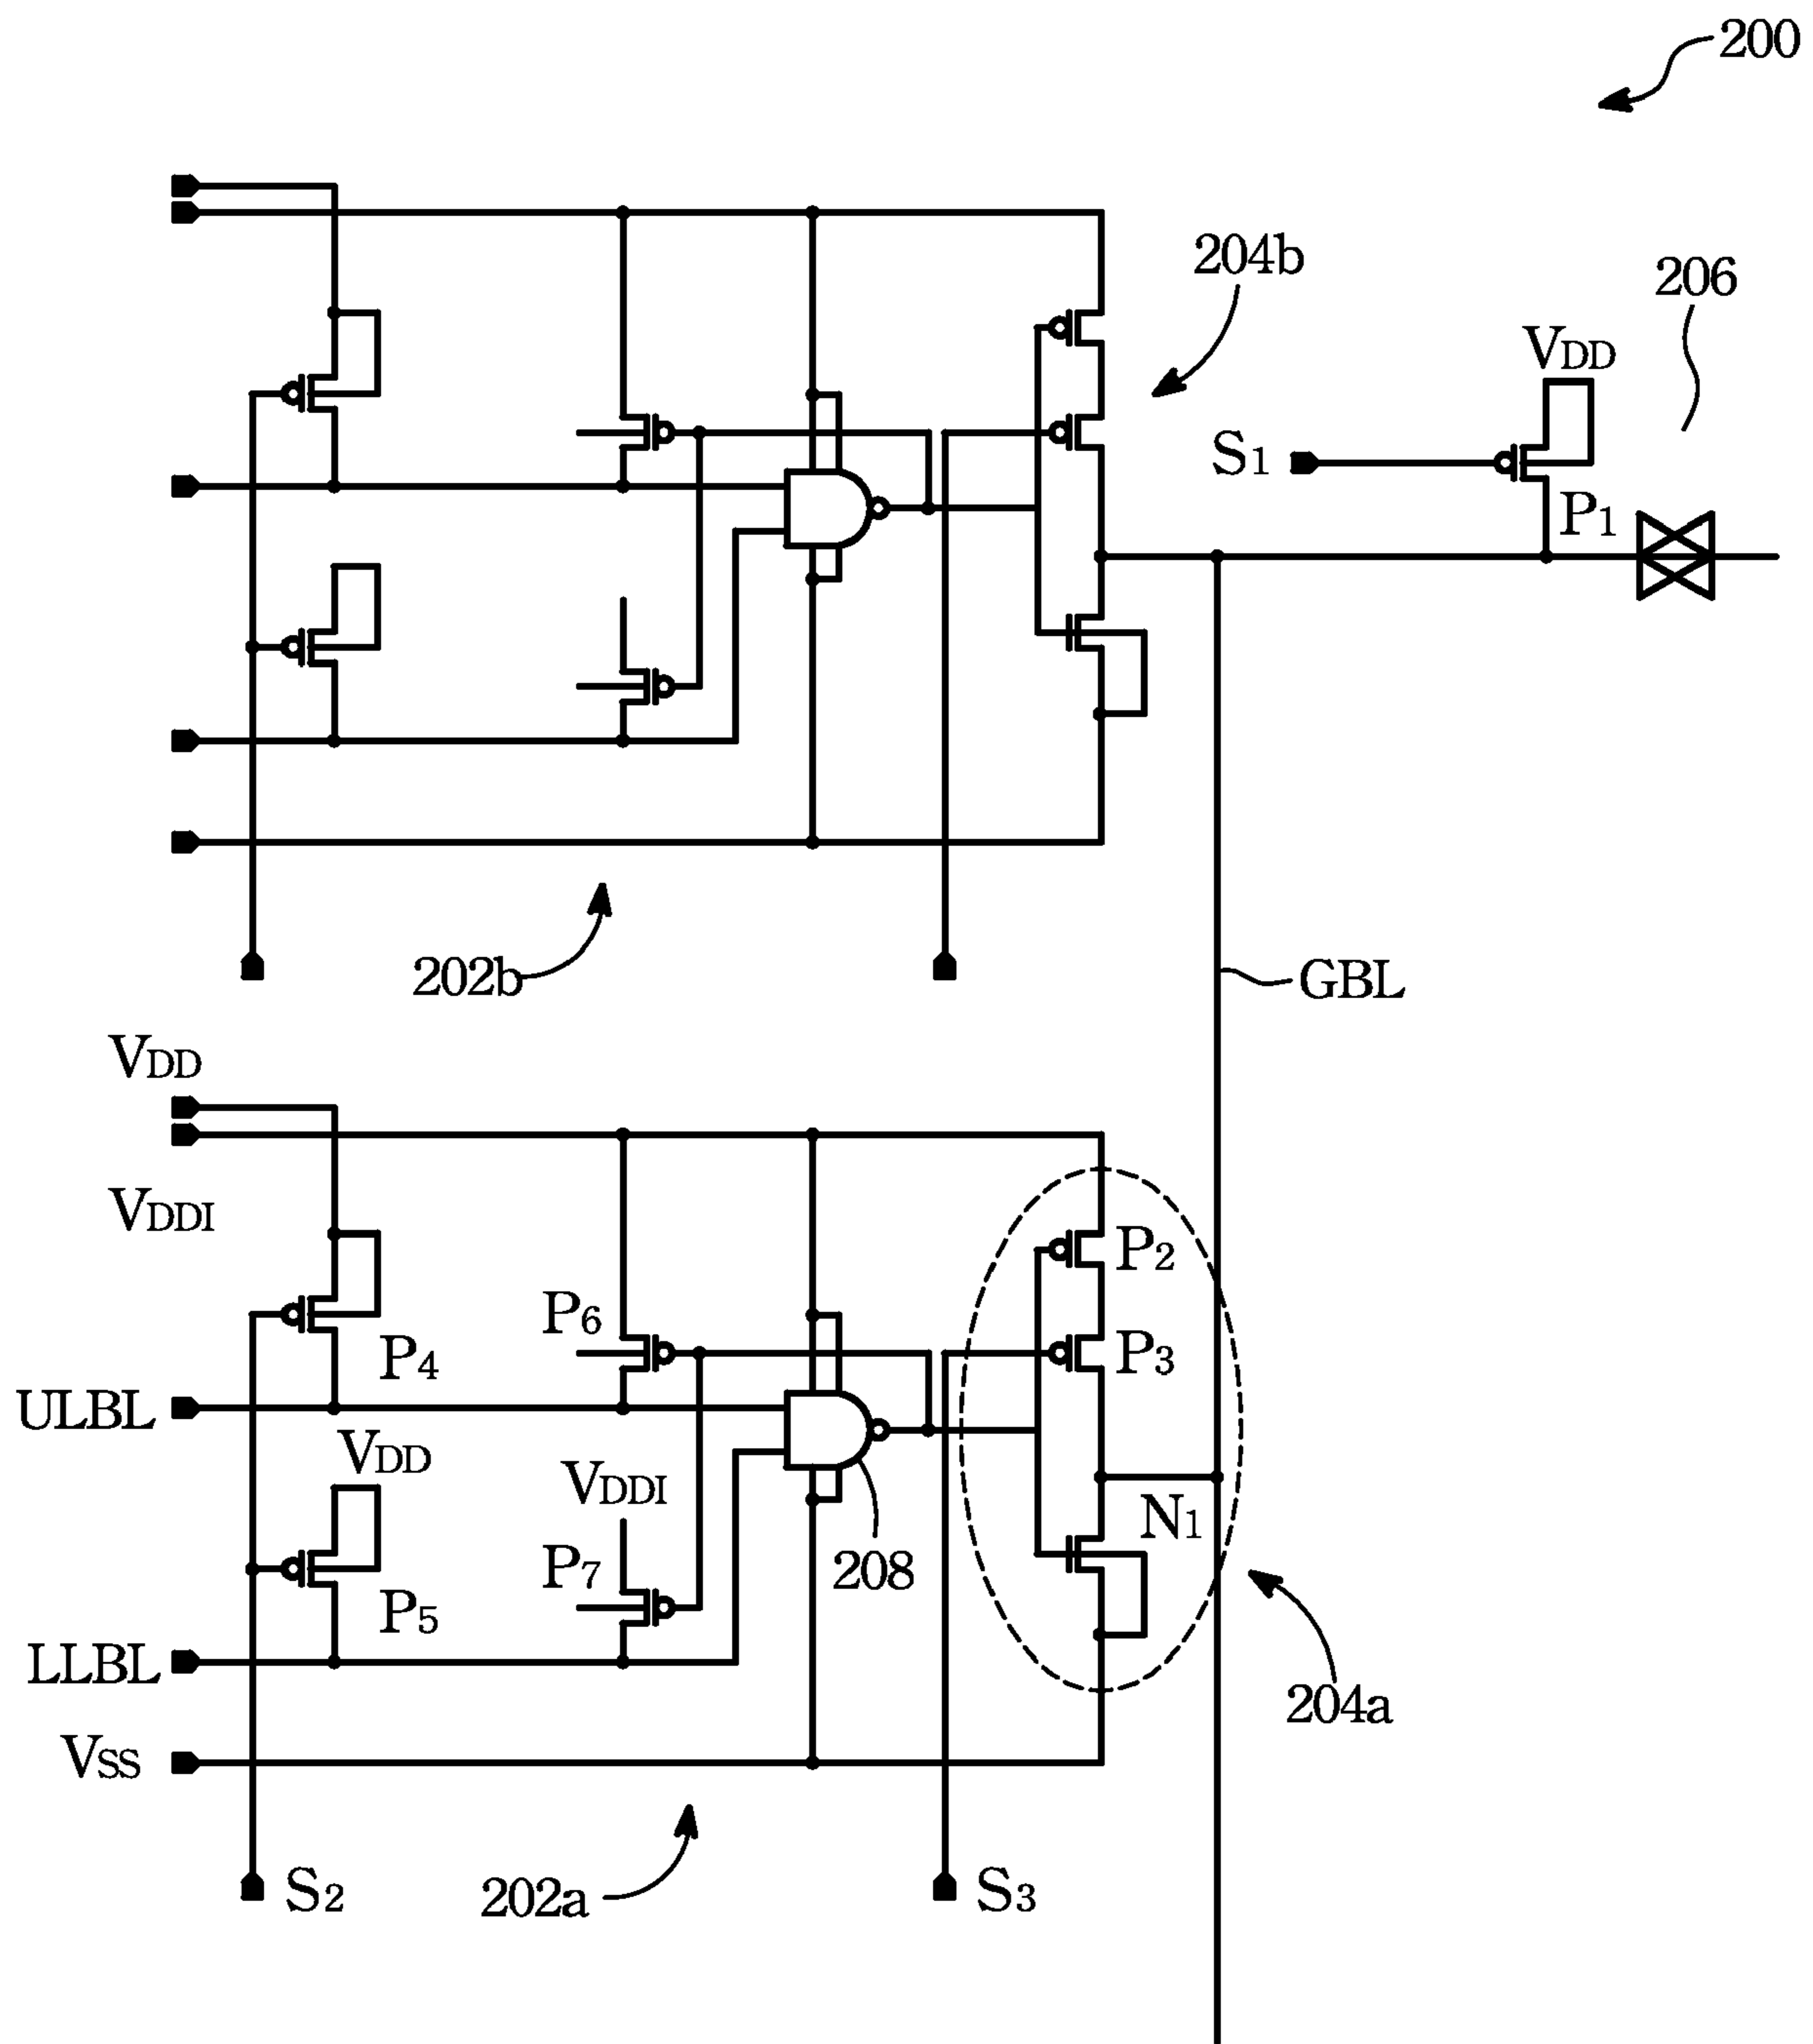 200
204b
206
VDD
S1
P1
202b
GBL
VDD
VDDI
P2
P6
P3
P4
ULBL
VDD
VDDI
N1
P7
208
P5
LLBL
204a
VSS
S2
202a
S3